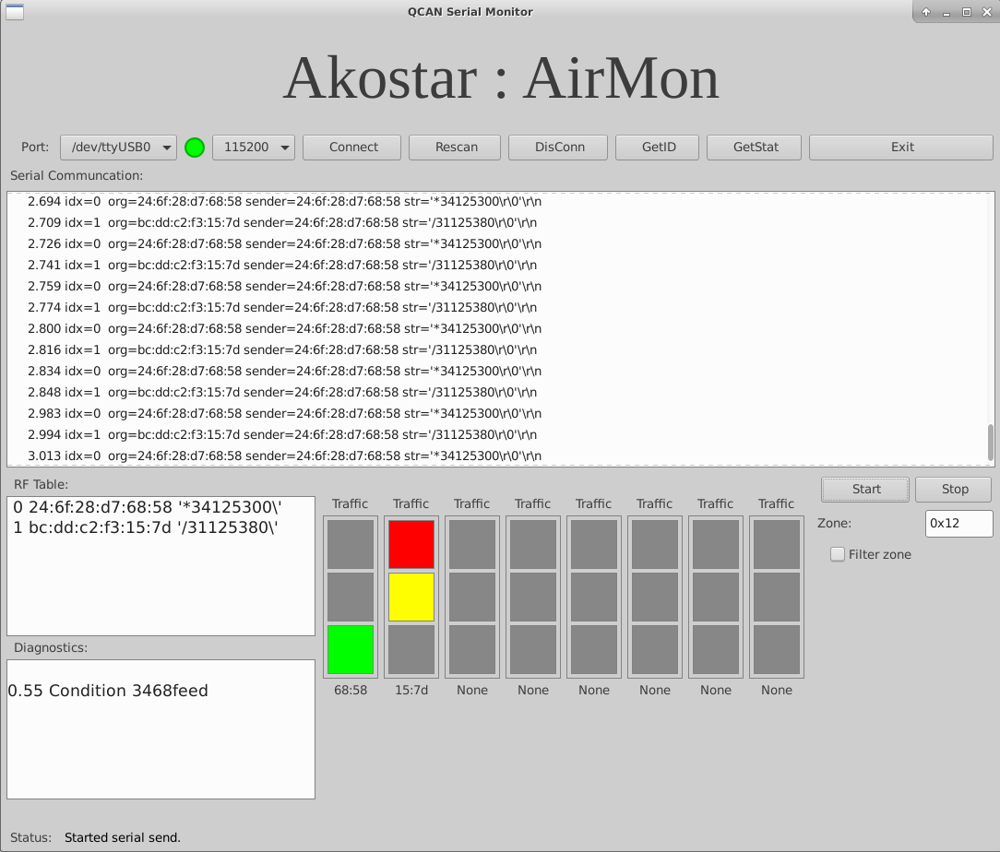 QCAN Serial Monitor
Akostar : AirMon
Port: /dev/ttyUSB0 115200 Connect Rescan DisConn GetID GetStat Exit
Serial Communcation:
2.694 idx=0  org=24:6f:28:d7:68:58 sender=24:6f:28:d7:68:58 str='*34125300\r\0'\r\n
2.709 idx=1  org=bc:dd:c2:f3:15:7d sender=24:6f:28:d7:68:58 str='/31125380\r\0'\r\n
2.726 idx=0  org=24:6f:28:d7:68:58 sender=24:6f:28:d7:68:58 str='*34125300\r\0'\r\n
2.741 idx=1  org=bc:dd:c2:f3:15:7d sender=24:6f:28:d7:68:58 str='/31125380\r\0'\r\n
2.759 idx=0  org=24:6f:28:d7:68:58 sender=24:6f:28:d7:68:58 str='*34125300\r\0'\r\n
2.774 idx=1  org=bc:dd:c2:f3:15:7d sender=24:6f:28:d7:68:58 str='/31125380\r\0'\r\n
2.800 idx=0  org=24:6f:28:d7:68:58 sender=24:6f:28:d7:68:58 str='*34125300\r\0'\r\n
2.816 idx=1  org=bc:dd:c2:f3:15:7d sender=24:6f:28:d7:68:58 str='/31125380\r\0'\r\n
2.834 idx=0  org=24:6f:28:d7:68:58 sender=24:6f:28:d7:68:58 str='*34125300\r\0'\r\n
2.848 idx=1  org=bc:dd:c2:f3:15:7d sender=24:6f:28:d7:68:58 str='/31125380\r\0'\r\n
2.983 idx=0  org=24:6f:28:d7:68:58 sender=24:6f:28:d7:68:58 str='*34125300\r\0'\r\n
2.994 idx=1  org=bc:dd:c2:f3:15:7d sender=24:6f:28:d7:68:58 str='/31125380\r\0'\r\n
3.013 idx=0  org=24:6f:28:d7:68:58 sender=24:6f:28:d7:68:58 str='*34125300\r\0'\r\n
RF Table:
0 24:6f:28:d7:68:58 '*34125300\'
1 bc:dd:c2:f3:15:7d '/31125380\'
Diagnostics:
0.55 Condition 3468feed
Traffic Traffic Traffic Traffic Traffic Traffic Traffic Traffic
68:58 15:7d None None None None None None
Start Stop
Zone: 0x12
Filter zone
Status: Started serial send.